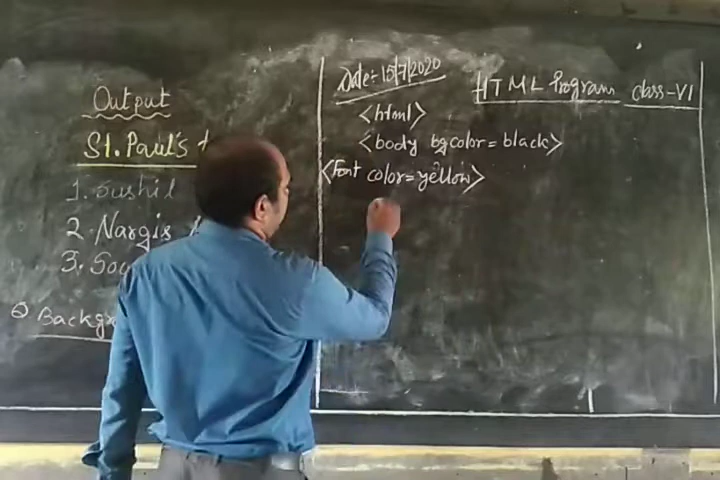 Output
St. Paul's
1. Sushil
2. Nargis
3. Soo
Backgr
Date:- 15/7/2020
HTML Program class-VI
<html>
<body bgcolor=black>
<Font color=yellow>